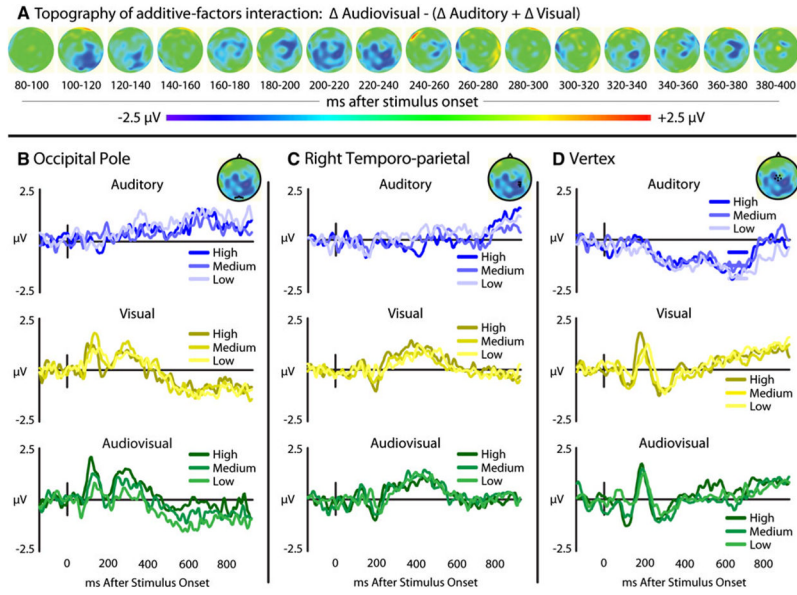 A Topography of additive-factors interaction: Δ Audiovisual - (Δ Auditory + Δ Visual)
80-100 100-120 120-140 140-160 160-180 180-200 200-220 220-240 240-260 260-280 280-300 300-320 320-340 340-360 360-380 380-400
ms after stimulus onset
-2.5 µV +2.5 µV
B Occipital Pole
Auditory
2.5
µV
-2.5
High
Medium
Low
Visual
2.5
µV
-2.5
High
Medium
Low
Audiovisual
2.5
µV
-2.5
High
Medium
Low
0 200 400 600 800
ms After Stimulus Onset
C Right Temporo-parietal
Auditory
2.5
µV
-2.5
High
Medium
Low
Visual
2.5
µV
-2.5
High
Medium
Low
Audiovisual
2.5
µV
-2.5
High
Medium
Low
0 200 400 600 800
ms After Stimulus Onset
D Vertex
Auditory
2.5
µV
-2.5
High
Medium
Low
Visual
2.5
µV
-2.5
High
Medium
Low
Audiovisual
2.5
µV
-2.5
High
Medium
Low
0 200 400 600 800
ms After Stimulus Onset